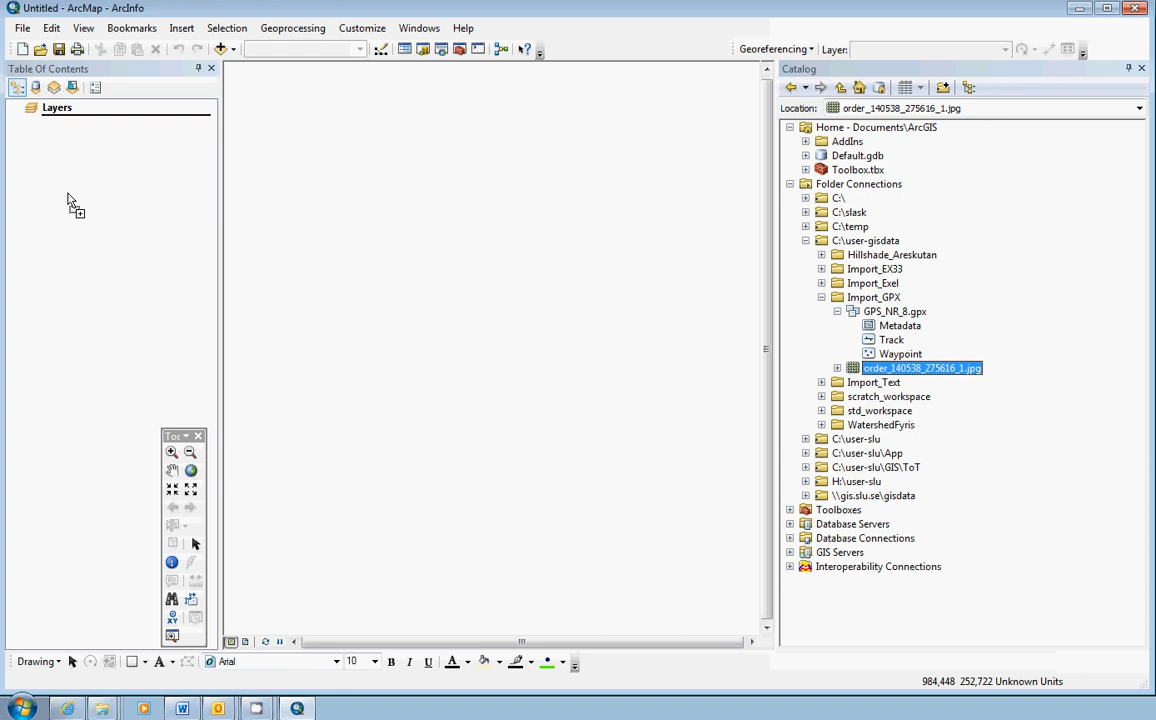 Untitled - ArcMap - ArcInfo
File Edit View Bookmarks Insert Selection Geoprocessing Customize Windows Help
Georeferencing Layer:
Table Of Contents
Catalog
Layers
Location: order_140538_275616_1.jpg
Home - Documents\ArcGIS
AddIns
Default.gdb
Toolbox.tbx
Folder Connections
C:\
C:\slask
C:\temp
C:\user-gisdata
Hillshade_Areskutan
Import_EX33
Import_Exel
Import_GPX
GPS_NR_8.gpx
Metadata
Track
Waypoint
order_140538_275616_1.jpg
Import_Text
scratch_workspace
std_workspace
WatershedFyris
C:\user-slu
C:\user-slu\App
C:\user-slu\GIS\ToT
H:\user-slu
\\gis.slu.se\gisdata
Toolboxes
Database Servers
Database Connections
GIS Servers
Interoperability Connections
Toc
XY
Drawing A Arial 10 B I U A
984,448 252,722 Unknown Units